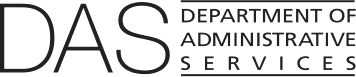 DAS
DEPARTMENT OF
ADMINISTRATIVE
SERVICES